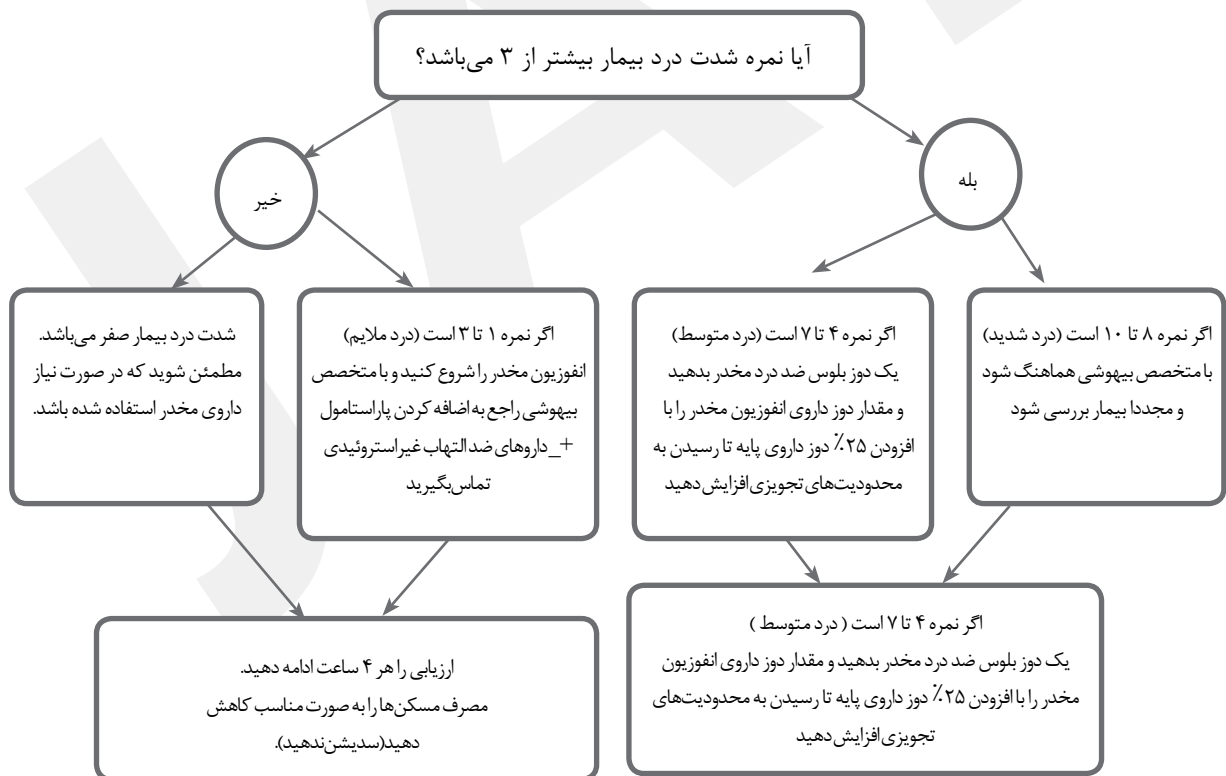 آیا نمره شدت درد بیمار بیشتر از ۳ می‌باشد؟
بله
خیر
اگر نمره ۸ تا ۱۰ است (درد شدید)
با متخصص بیهوشی هماهنگ شود
و مجددا بیمار بررسی شود
اگر نمره ۴ تا ۷ است (درد متوسط)
یک دوز بلوس ضد درد مخدر بدهید
و مقدار دوز داروی انفوزیون مخدر را با
افزودن ۲۵٪ دوز داروی پایه تا رسیدن به
محدودیت‌های تجویزی افزایش دهید
اگر نمره ۱ تا ۳ است (درد ملایم)
انفوزیون مخدر را شروع کنید و با متخصص
بیهوشی راجع به اضافه کردن پاراستامول
+_داروهای ضد التهاب غیراستروئیدی
تماس بگیرید
شدت درد بیمار صفر می‌باشد.
مطمئن شوید که در صورت نیاز
داروی مخدر استفاده شده باشد.
اگر نمره ۴ تا ۷ است ( درد متوسط )
یک دوز بلوس ضد درد مخدر بدهید و مقدار دوز داروی انفوزیون
مخدر را با افزودن ۲۵٪ دوز داروی پایه تا رسیدن به محدودیت‌های
تجویزی افزایش دهید
ارزیابی را هر ۴ ساعت ادامه دهید.
مصرف مسکن‌ها را به صورت مناسب کاهش
دهید(سدیشن ندهید).